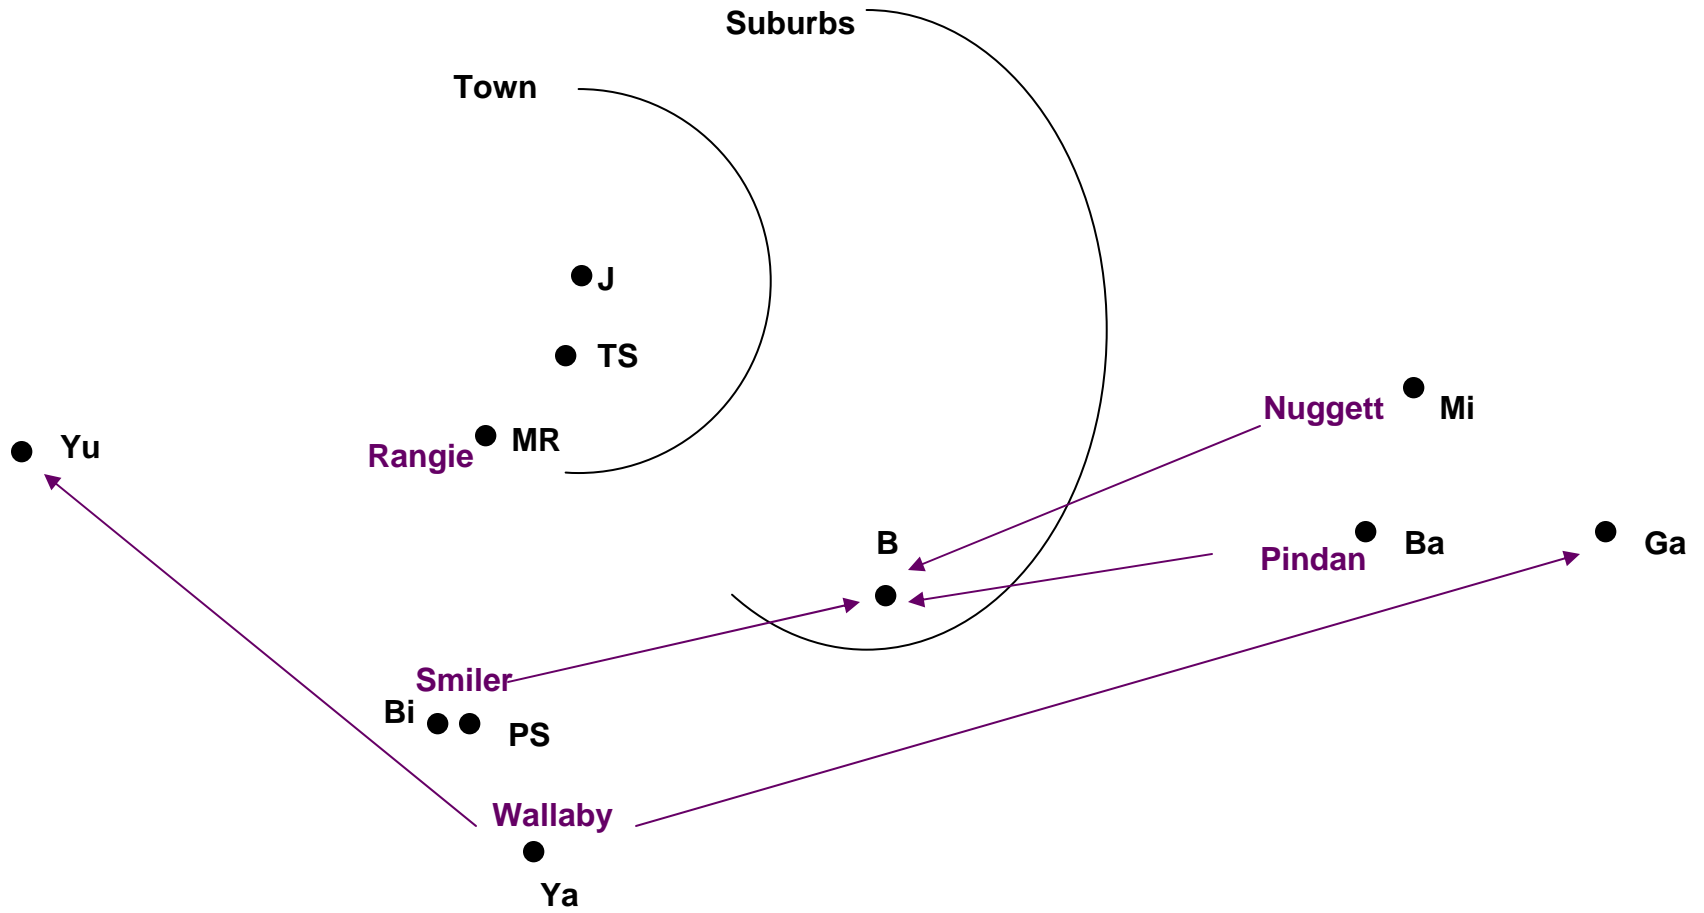 Suburbs
Town
J
TS
Nuggett
Mi
MR
Yu
Rangie
B
Ba
Ga
Pindan
Smiler
Bi
PS
Wallaby
Ya